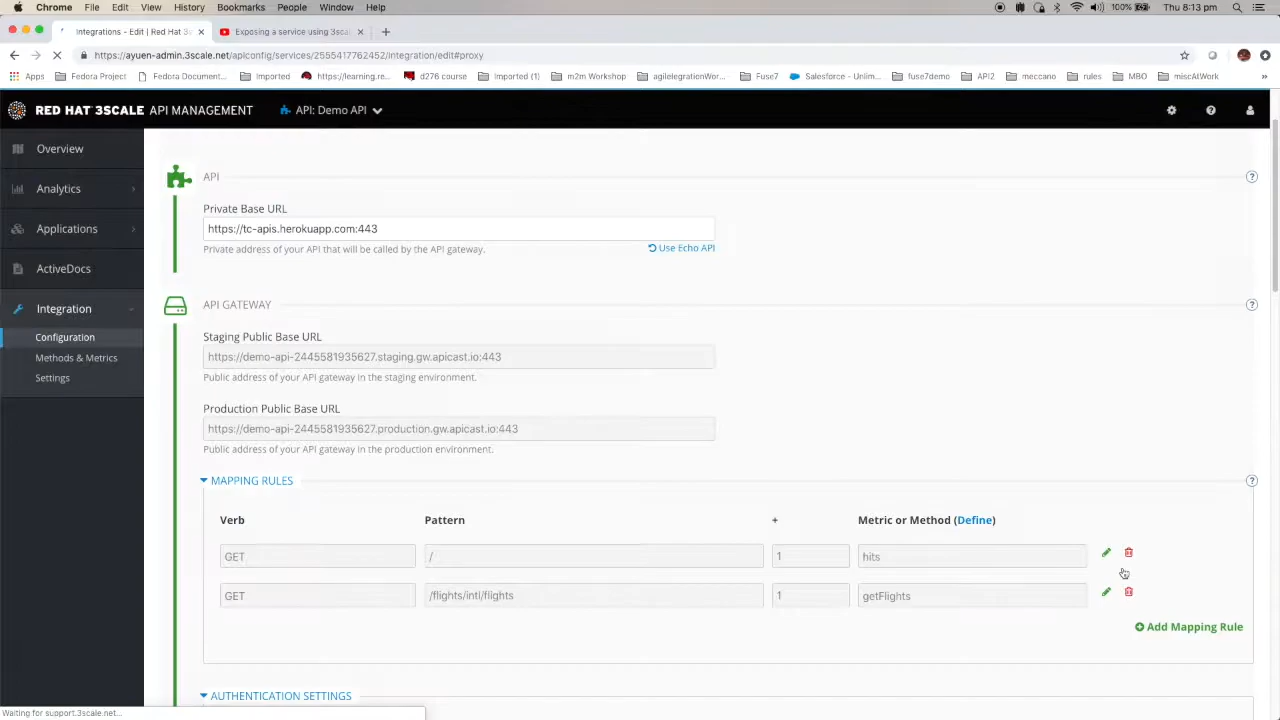 Chrome File Edit View History Bookmarks People Window Help 100% Thu 8:13 pm
Integrations - Edit | Red Hat 3s Exposing a service using 3scale
https://ayuen-admin.3scale.net/apiconfig/services/2555417762452/integration/edit#proxy
Apps Fedora Project Fedora Document... Imported https://learning.re... d276 course Imported (1) m2m Workshop agileIegrationWor... Fuse7 Salesforce - Unlim... fuse7demo API2 meccano rules MBO miscAtWork »
RED HAT 3SCALE API MANAGEMENT API: Demo API
Overview
Analytics
Applications
ActiveDocs
Integration
Configuration
Methods & Metrics
Settings
API
Private Base URL
https://tc-apis.herokuapp.com:443
Private address of your API that will be called by the API gateway. Use Echo API
API GATEWAY
Staging Public Base URL
https://demo-api-2445581935627.staging.gw.apicast.io:443
Public address of your API gateway in the staging environment.
Production Public Base URL
https://demo-api-2445581935627.production.gw.apicast.io:443
Public address of your API gateway in the production environment.
MAPPING RULES
Verb Pattern + Metric or Method (Define)
GET / 1 hits
GET /flights/intl/flights 1 getFlights
Add Mapping Rule
AUTHENTICATION SETTINGS
Waiting for support.3scale.net...